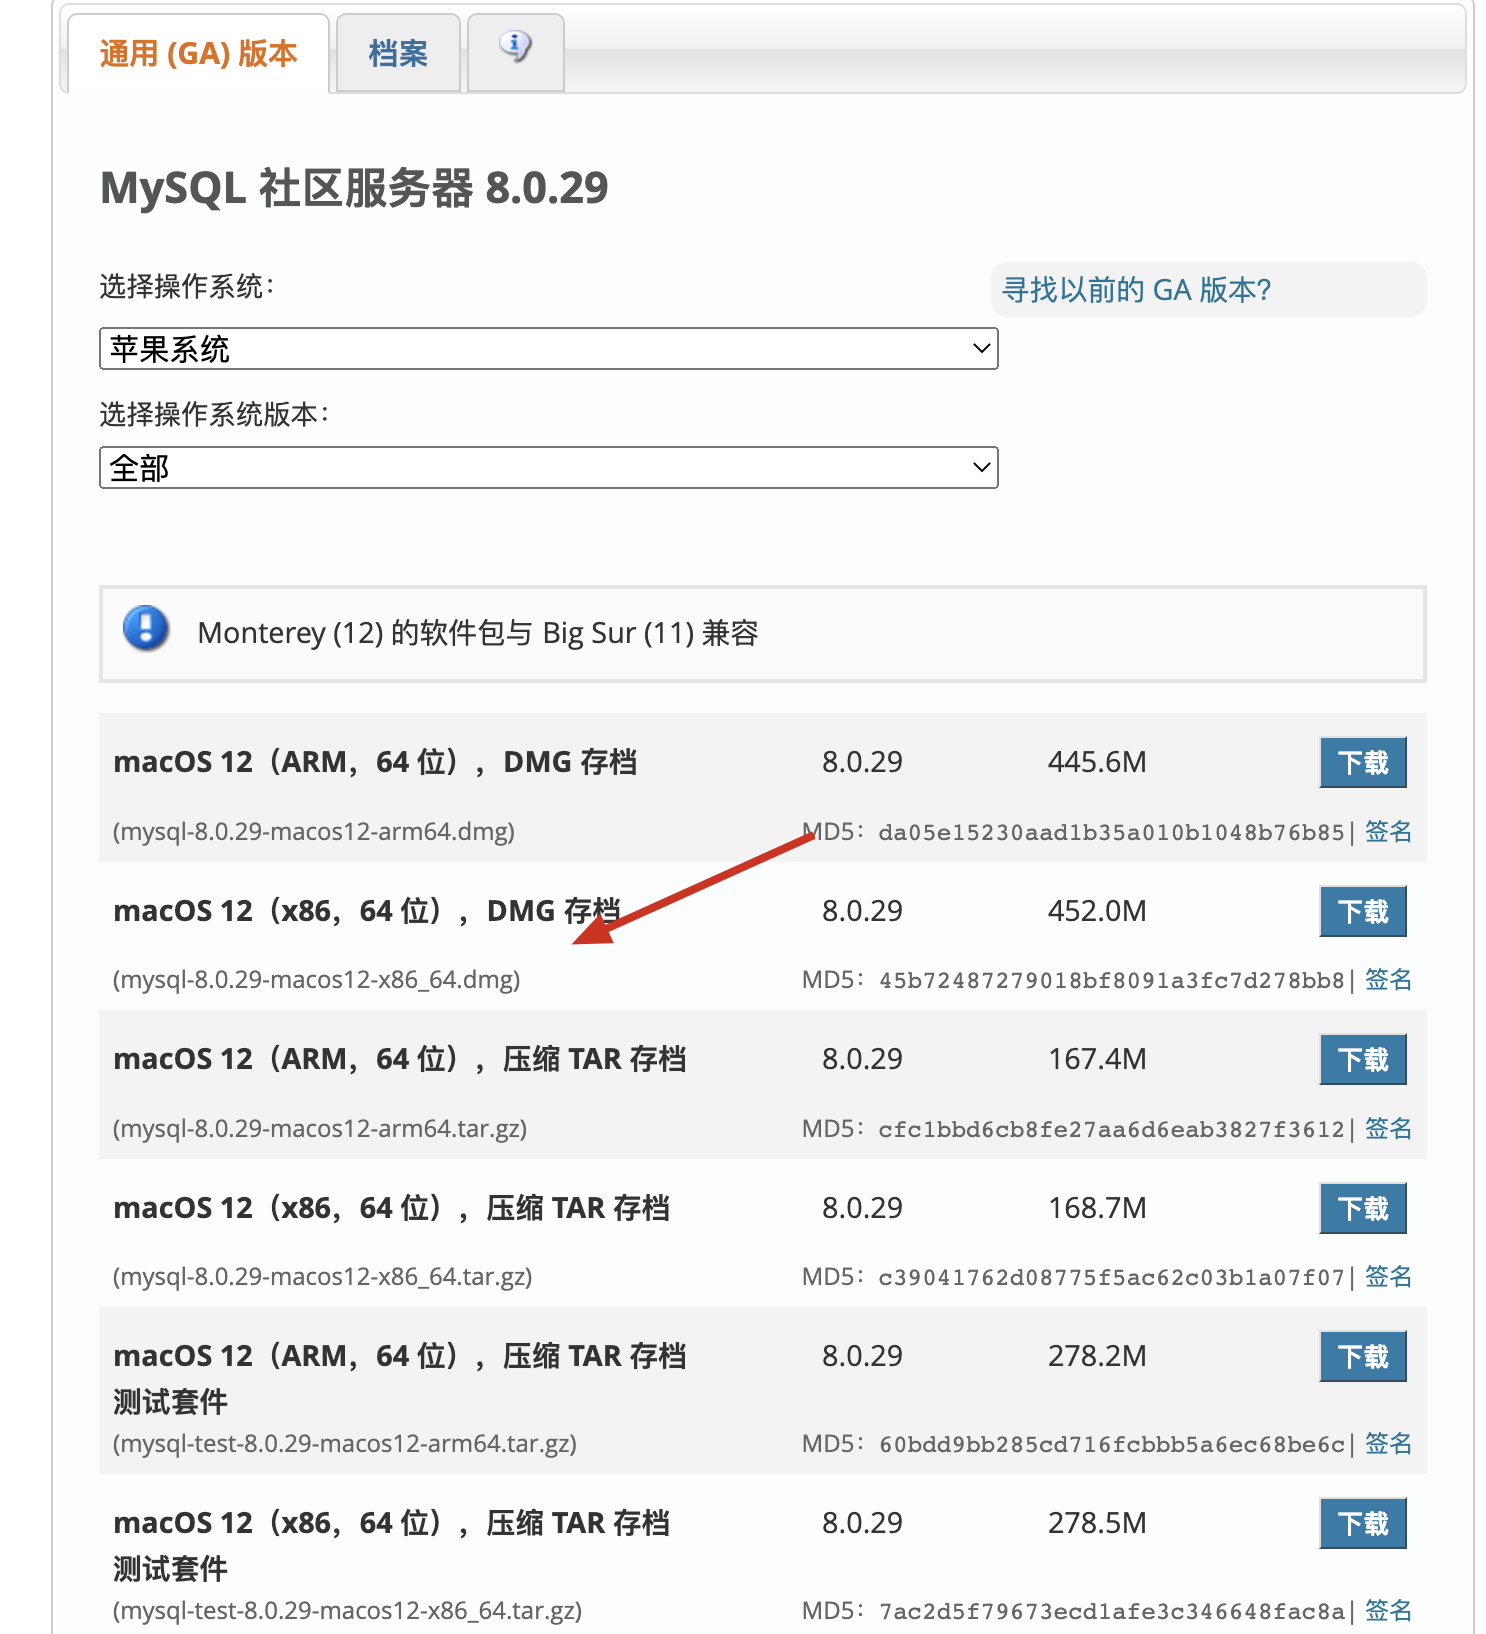 通用 (GA) 版本
档案
MySQL 社区服务器 8.0.29
选择操作系统：
寻找以前的 GA 版本？
苹果系统
选择操作系统版本：
全部
Monterey (12) 的软件包与 Big Sur (11) 兼容
macOS 12（ARM，64 位），DMG 存档 8.0.29 445.6M 下载
(mysql-8.0.29-macos12-arm64.dmg) MD5：da05e15230aad1b35a010b1048b76b85| 签名
macOS 12（x86，64 位），DMG 存档 8.0.29 452.0M 下载
(mysql-8.0.29-macos12-x86_64.dmg) MD5：45b72487279018bf8091a3fc7d278bb8| 签名
macOS 12（ARM，64 位），压缩 TAR 存档 8.0.29 167.4M 下载
(mysql-8.0.29-macos12-arm64.tar.gz) MD5：cfc1bbd6cb8fe27aa6d6eab3827f3612| 签名
macOS 12（x86，64 位），压缩 TAR 存档 8.0.29 168.7M 下载
(mysql-8.0.29-macos12-x86_64.tar.gz) MD5：c39041762d08775f5ac62c03b1a07f07| 签名
macOS 12（ARM，64 位），压缩 TAR 存档 8.0.29 278.2M 下载
测试套件
(mysql-test-8.0.29-macos12-arm64.tar.gz) MD5：60bdd9bb285cd716fcbbb5a6ec68be6c| 签名
macOS 12（x86，64 位），压缩 TAR 存档 8.0.29 278.5M 下载
测试套件
(mysql-test-8.0.29-macos12-x86_64.tar.gz) MD5：7ac2d5f79673ecd1afe3c346648fac8a| 签名